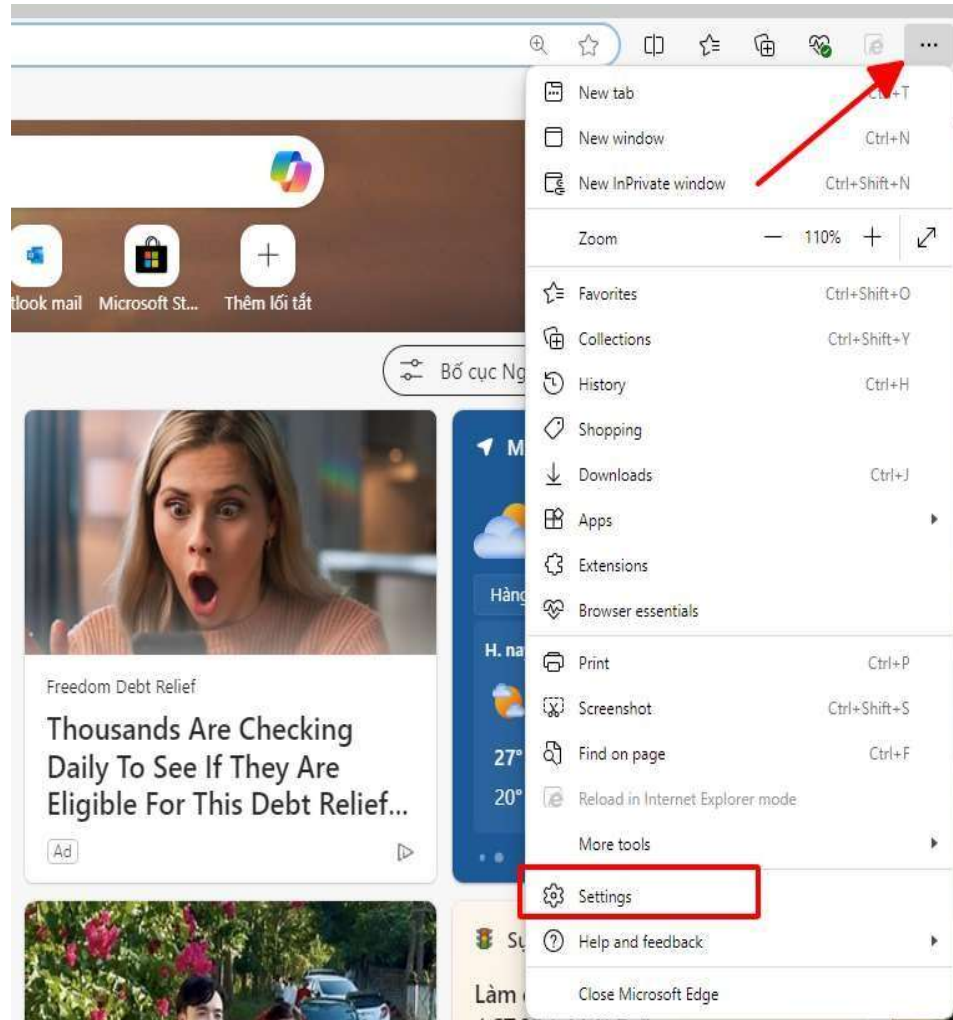 New tab
New window Ctrl+N
New InPrivate window Ctrl+Shift+N
Zoom 110%
Favorites Ctrl+Shift+O
Collections Ctrl+Shift+Y
History Ctrl+H
Shopping
Downloads Ctrl+J
Apps
Extensions
Browser essentials
Print Ctrl+P
Screenshot Ctrl+Shift+S
Find on page Ctrl+F
Reload in Internet Explorer mode
More tools
Settings
Help and feedback
Close Microsoft Edge
tlook mail Microsoft St... Thêm lối tắt
Bố cục Ng
Freedom Debt Relief
Thousands Are Checking
Daily To See If They Are
Eligible For This Debt Relief...
Ad
M
Hàng
H. na
27°
20°
Làm